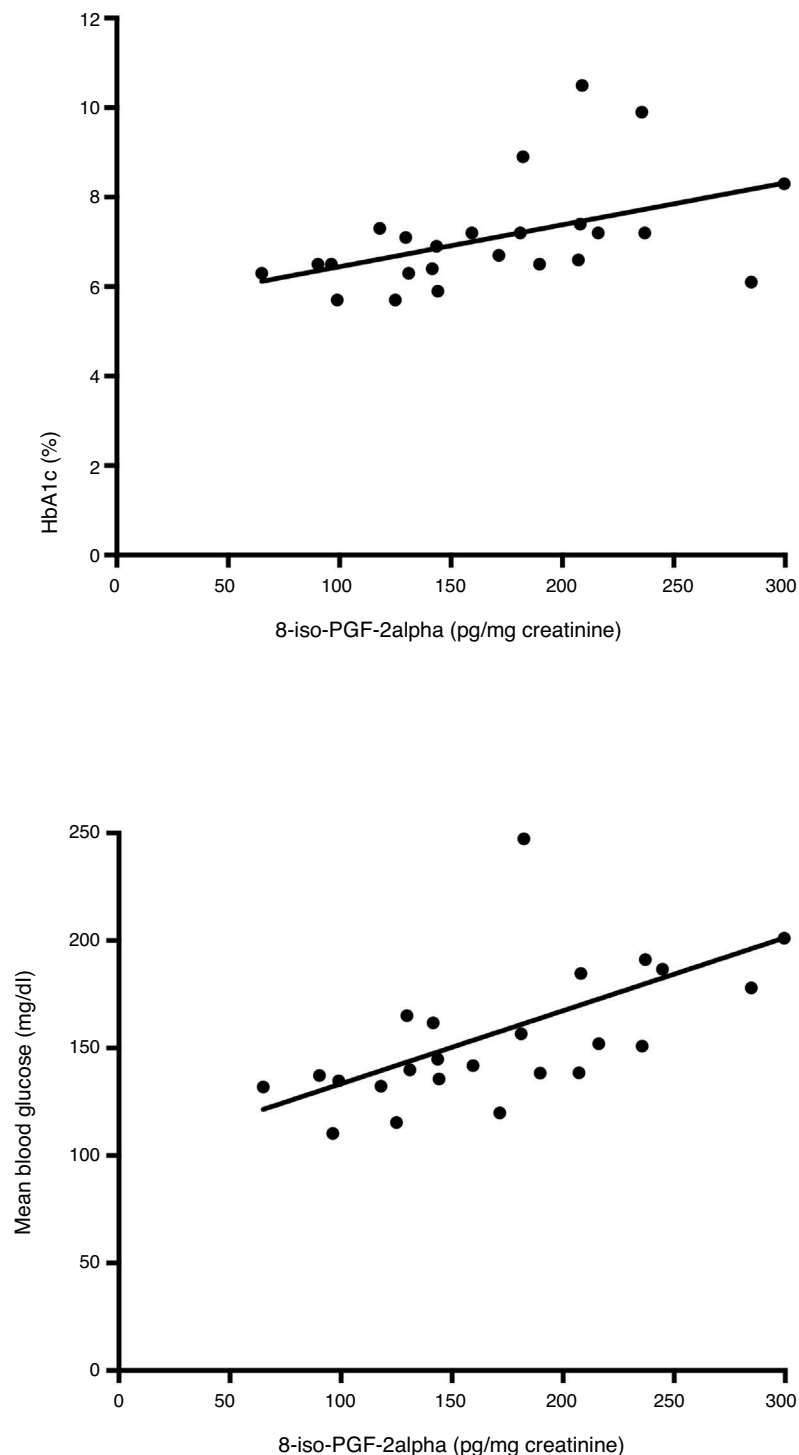 12
10
8
6
4
2
0
HbA1c (%)
0 50 100 150 200 250 300
8-iso-PGF-2alpha (pg/mg creatinine)
250
200
150
100
50
0
Mean blood glucose (mg/dl)
0 50 100 150 200 250 300
8-iso-PGF-2alpha (pg/mg creatinine)